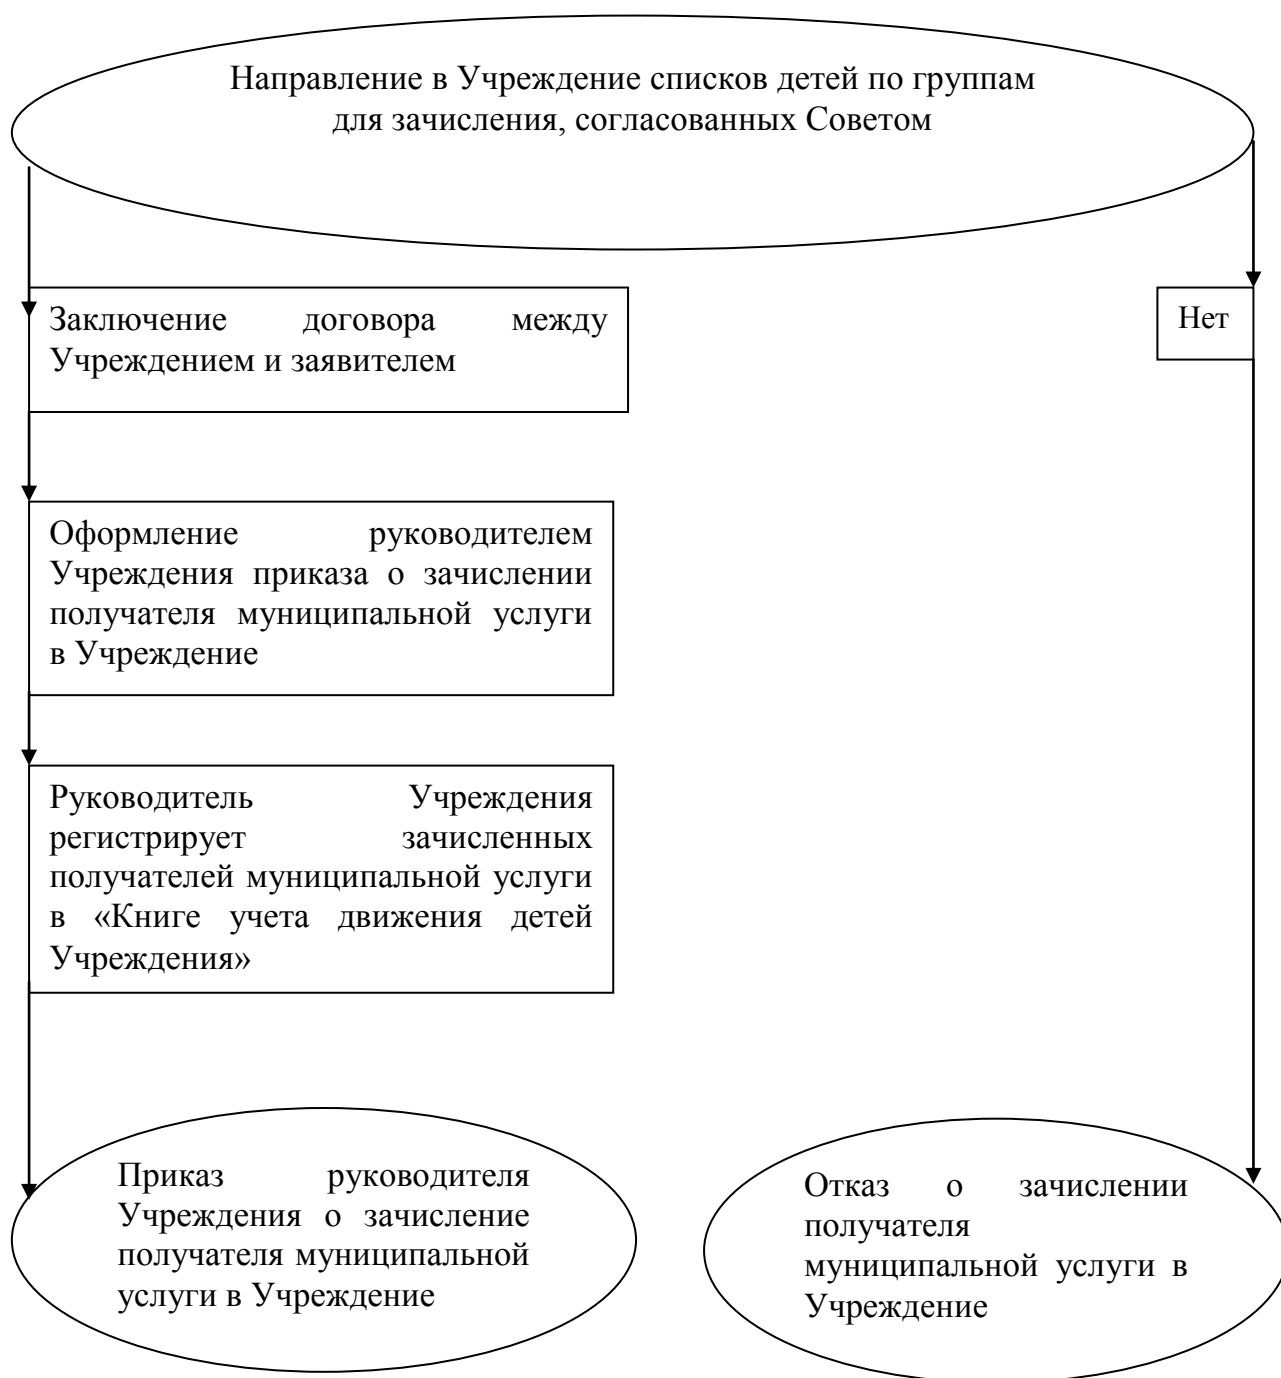 Направление в Учреждение списков детей по группам
для зачисления, согласованных Советом
Заключение договора между
Учреждением и заявителем
Нет
Оформление руководителем
Учреждения приказа о зачислении
получателя муниципальной услуги
в Учреждение
Руководитель Учреждения
регистрирует зачисленных
получателей муниципальной услуги
в «Книге учета движения детей
Учреждения»
Приказ руководителя
Учреждения о зачисление
получателя муниципальной
услуги в Учреждение
Отказ о зачислении
получателя
муниципальной услуги в
Учреждение